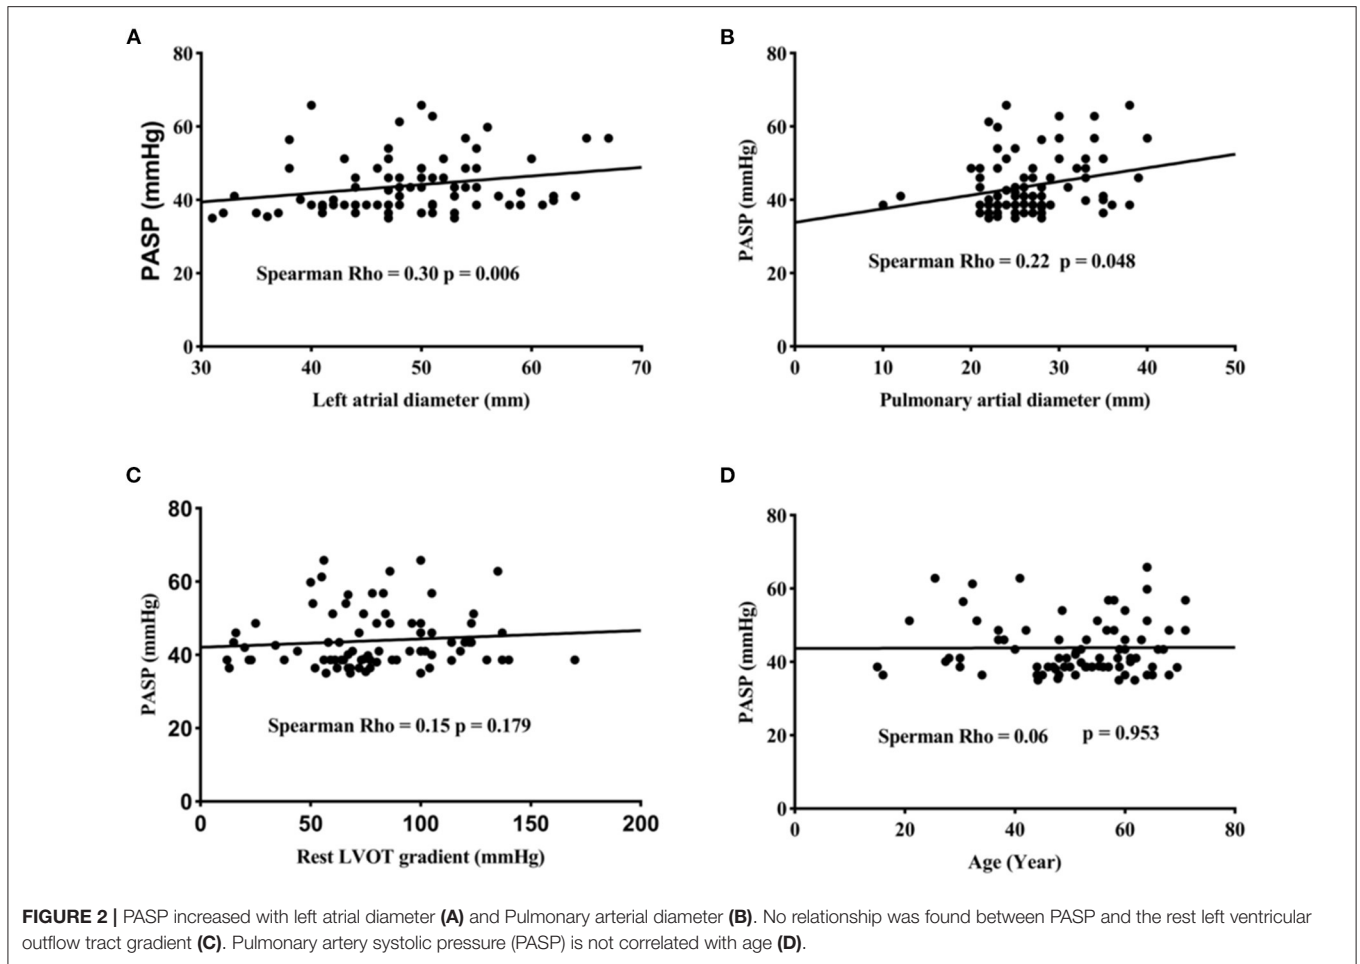 A
80
60
40
20
0
PASP (mmHg)
Spearman Rho = 0.30 p = 0.006
30 40 50 60 70
Left atrial diameter (mm)
B
80
60
40
20
0
PASP (mmHg)
Spearman Rho = 0.22 p = 0.048
0 10 20 30 40 50
Pulmonary artial diameter (mm)
C
80
60
40
20
0
PASP (mmHg)
Spearman Rho = 0.15 p = 0.179
0 50 100 150 200
Rest LVOT gradient (mmHg)
D
80
60
40
20
0
PASP (mmHg)
Sperman Rho = 0.06 p = 0.953
0 20 40 60 80
Age (Year)
FIGURE 2 | PASP increased with left atrial diameter (A) and Pulmonary arterial diameter (B). No relationship was found between PASP and the rest left ventricular
outflow tract gradient (C). Pulmonary artery systolic pressure (PASP) is not correlated with age (D).